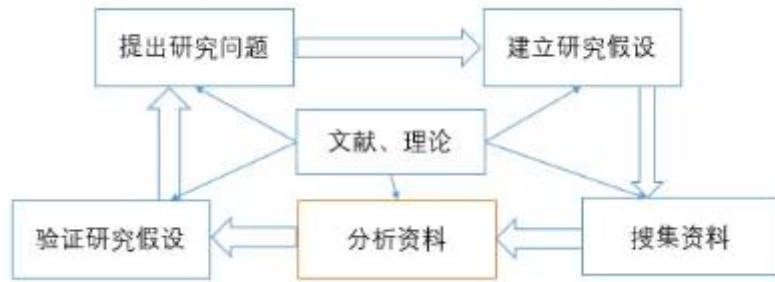 提出研究问题
建立研究假设
文献、理论
验证研究假设
分析资料
搜集资料